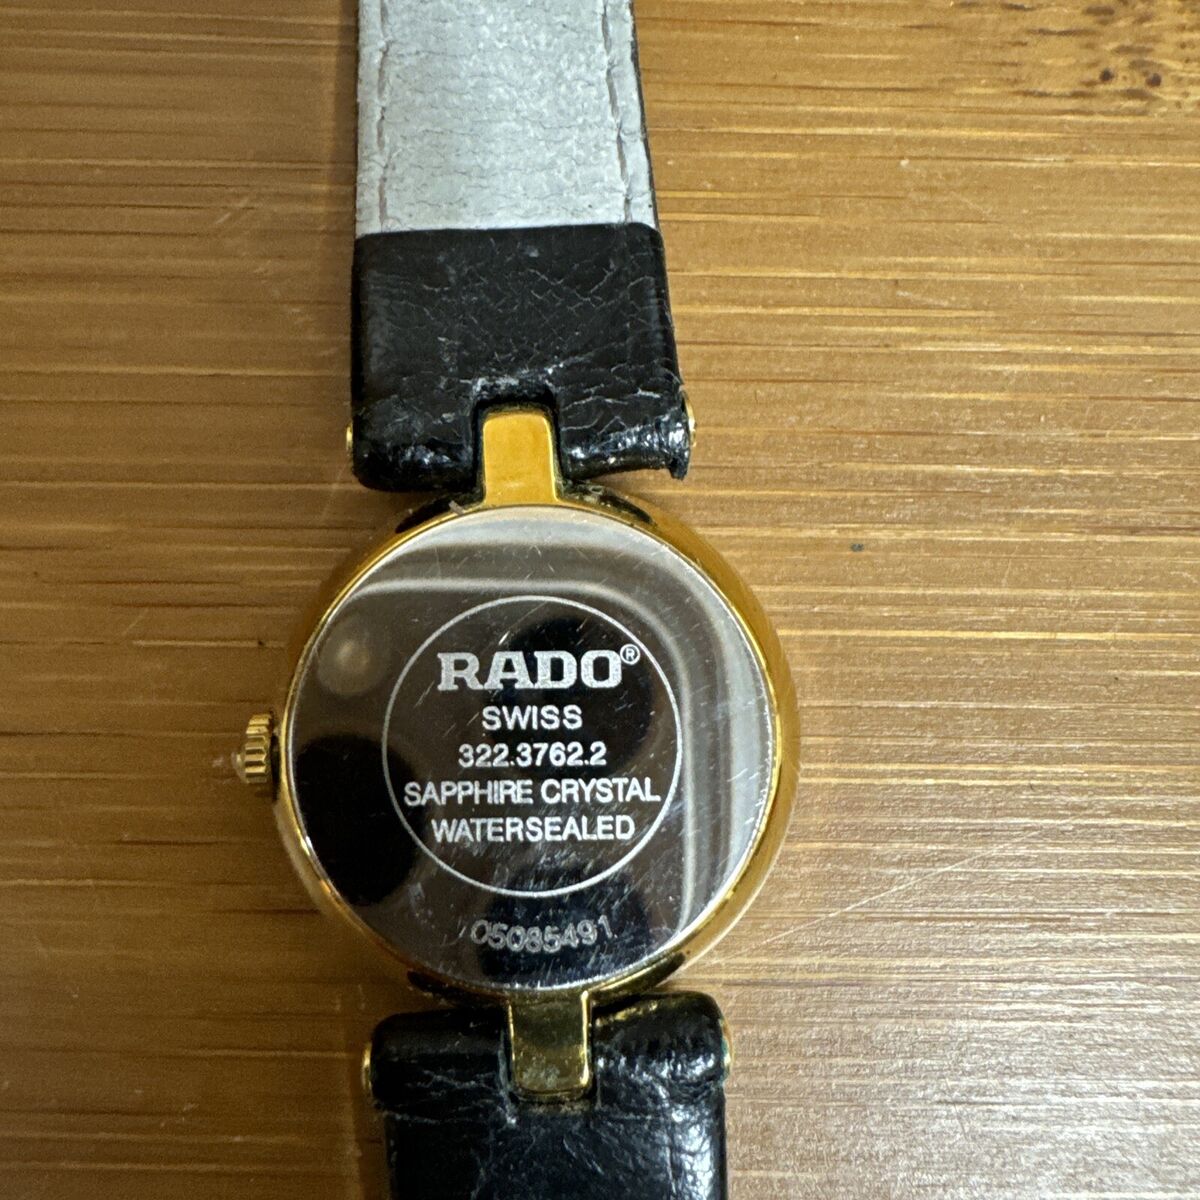 RADO®
SWISS
322.3762.2
SAPPHIRE CRYSTAL
WATERSEALED
05085491